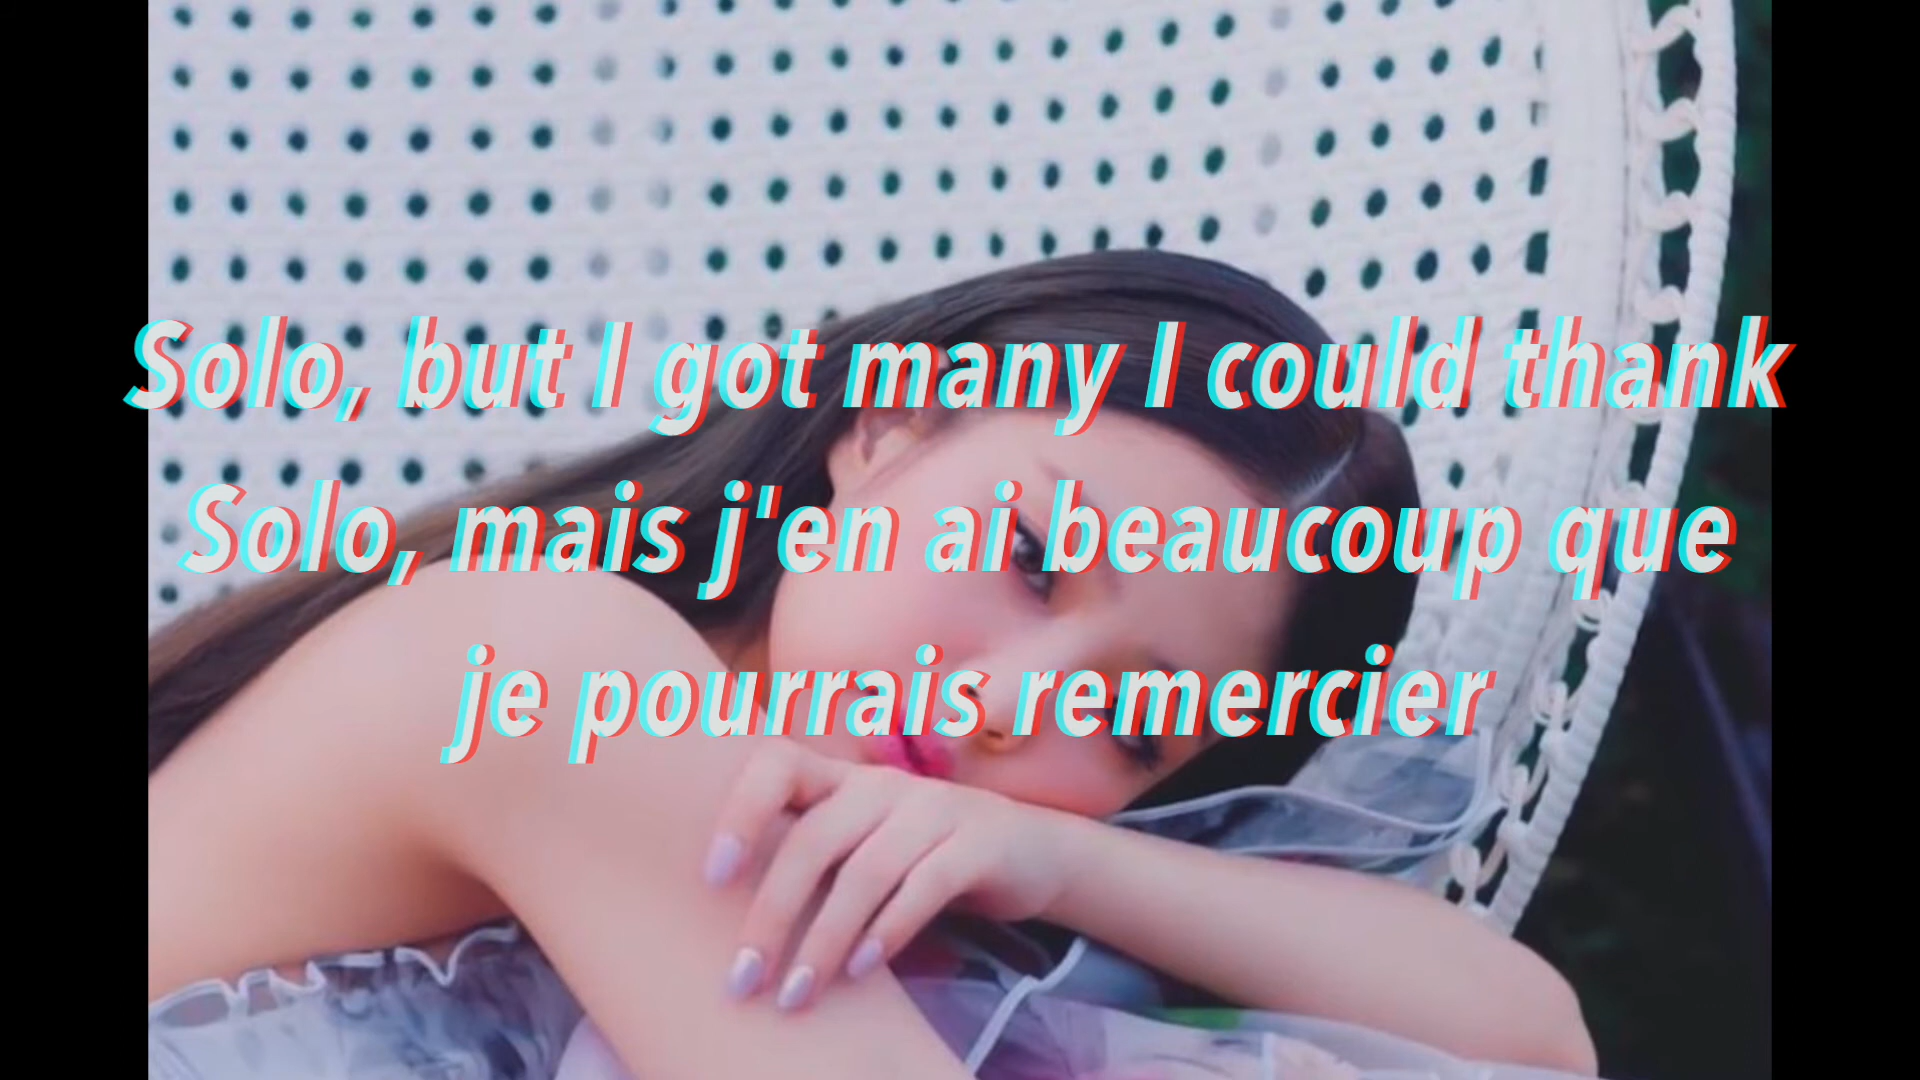 Solo, but I got many I could thank
Solo, mais j'en ai beaucoup que
je pourrais remercier